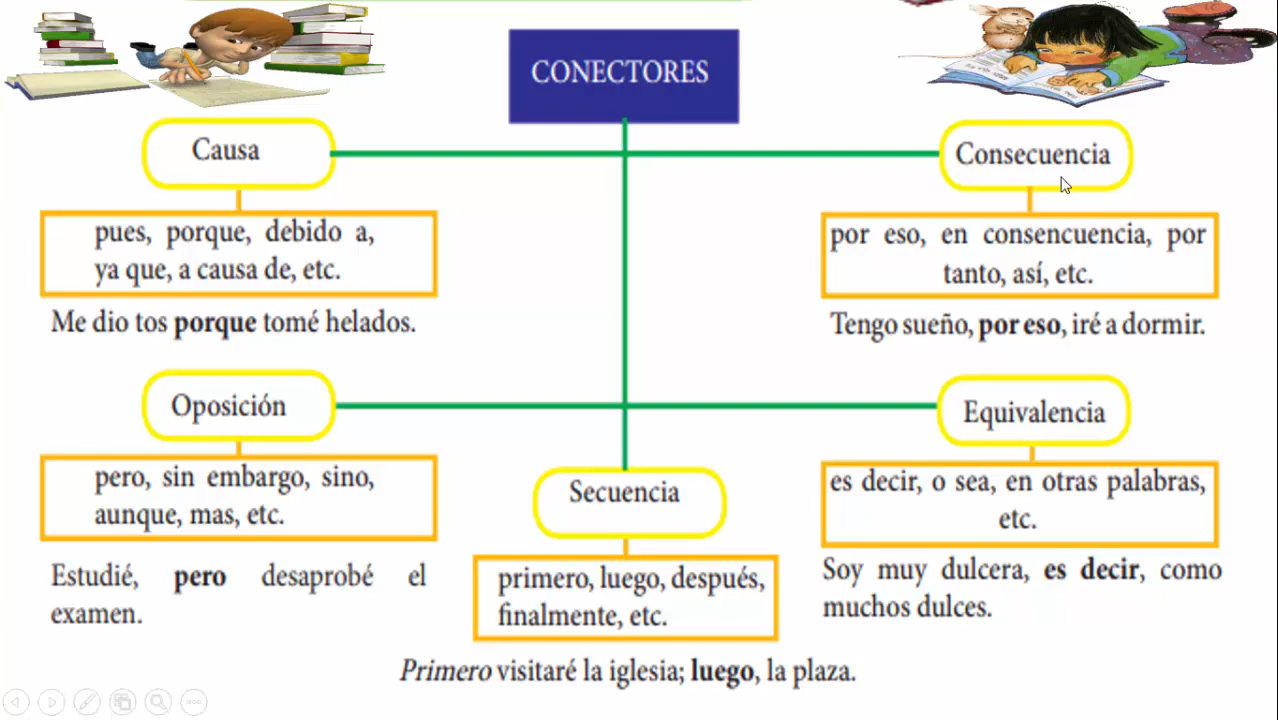 CONECTORES
Causa
pues, porque, debido a,
ya que, a causa de, etc.
Me dio tos porque tomé helados.
Consecuencia
por eso, en consencuencia, por
tanto, así, etc.
Tengo sueño, por eso, iré a dormir.
Oposición
pero, sin embargo, sino,
aunque, mas, etc.
Estudié, pero desaprobé el
examen.
Secuencia
primero, luego, después,
finalmente, etc.
Primero visitaré la iglesia; luego, la plaza.
Equivalencia
es decir, o sea, en otras palabras,
etc.
Soy muy dulcera, es decir, como
muchos dulces.